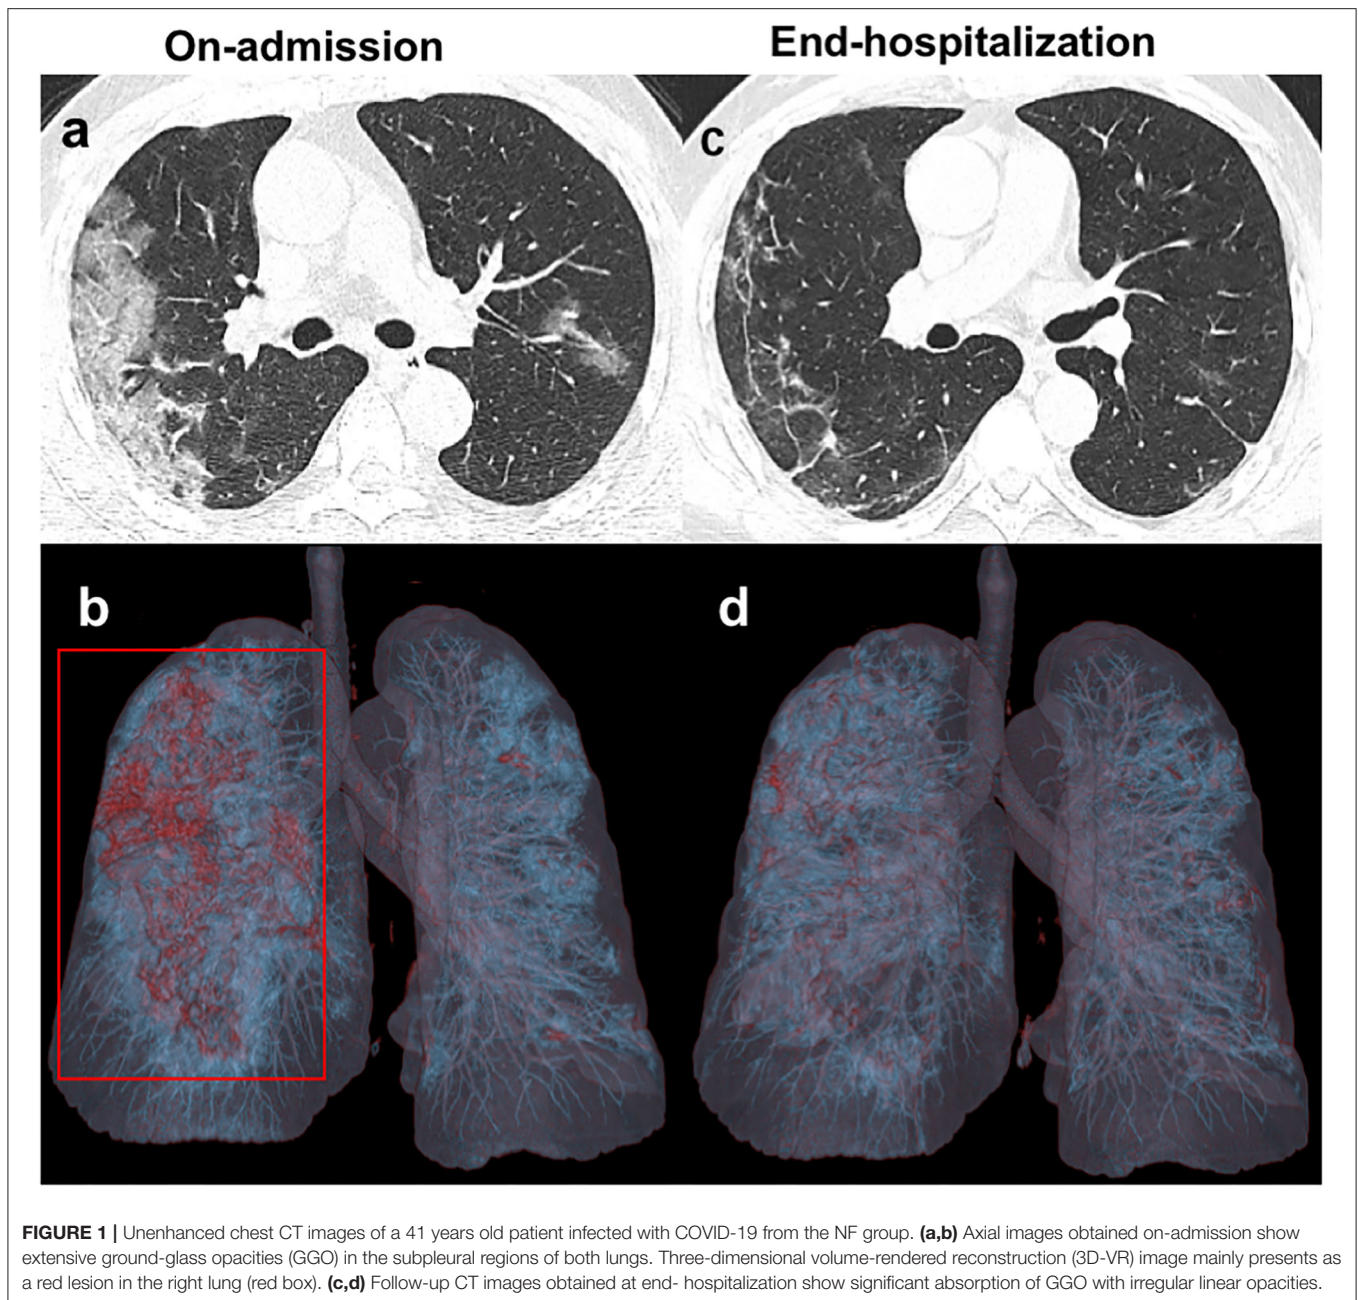 On-admission
End-hospitalization
a
c
b
d
FIGURE 1 | Unenhanced chest CT images of a 41 years old patient infected with COVID-19 from the NF group. (a,b) Axial images obtained on-admission show
extensive ground-glass opacities (GGO) in the subpleural regions of both lungs. Three-dimensional volume-rendered reconstruction (3D-VR) image mainly presents as
a red lesion in the right lung (red box). (c,d) Follow-up CT images obtained at end- hospitalization show significant absorption of GGO with irregular linear opacities.